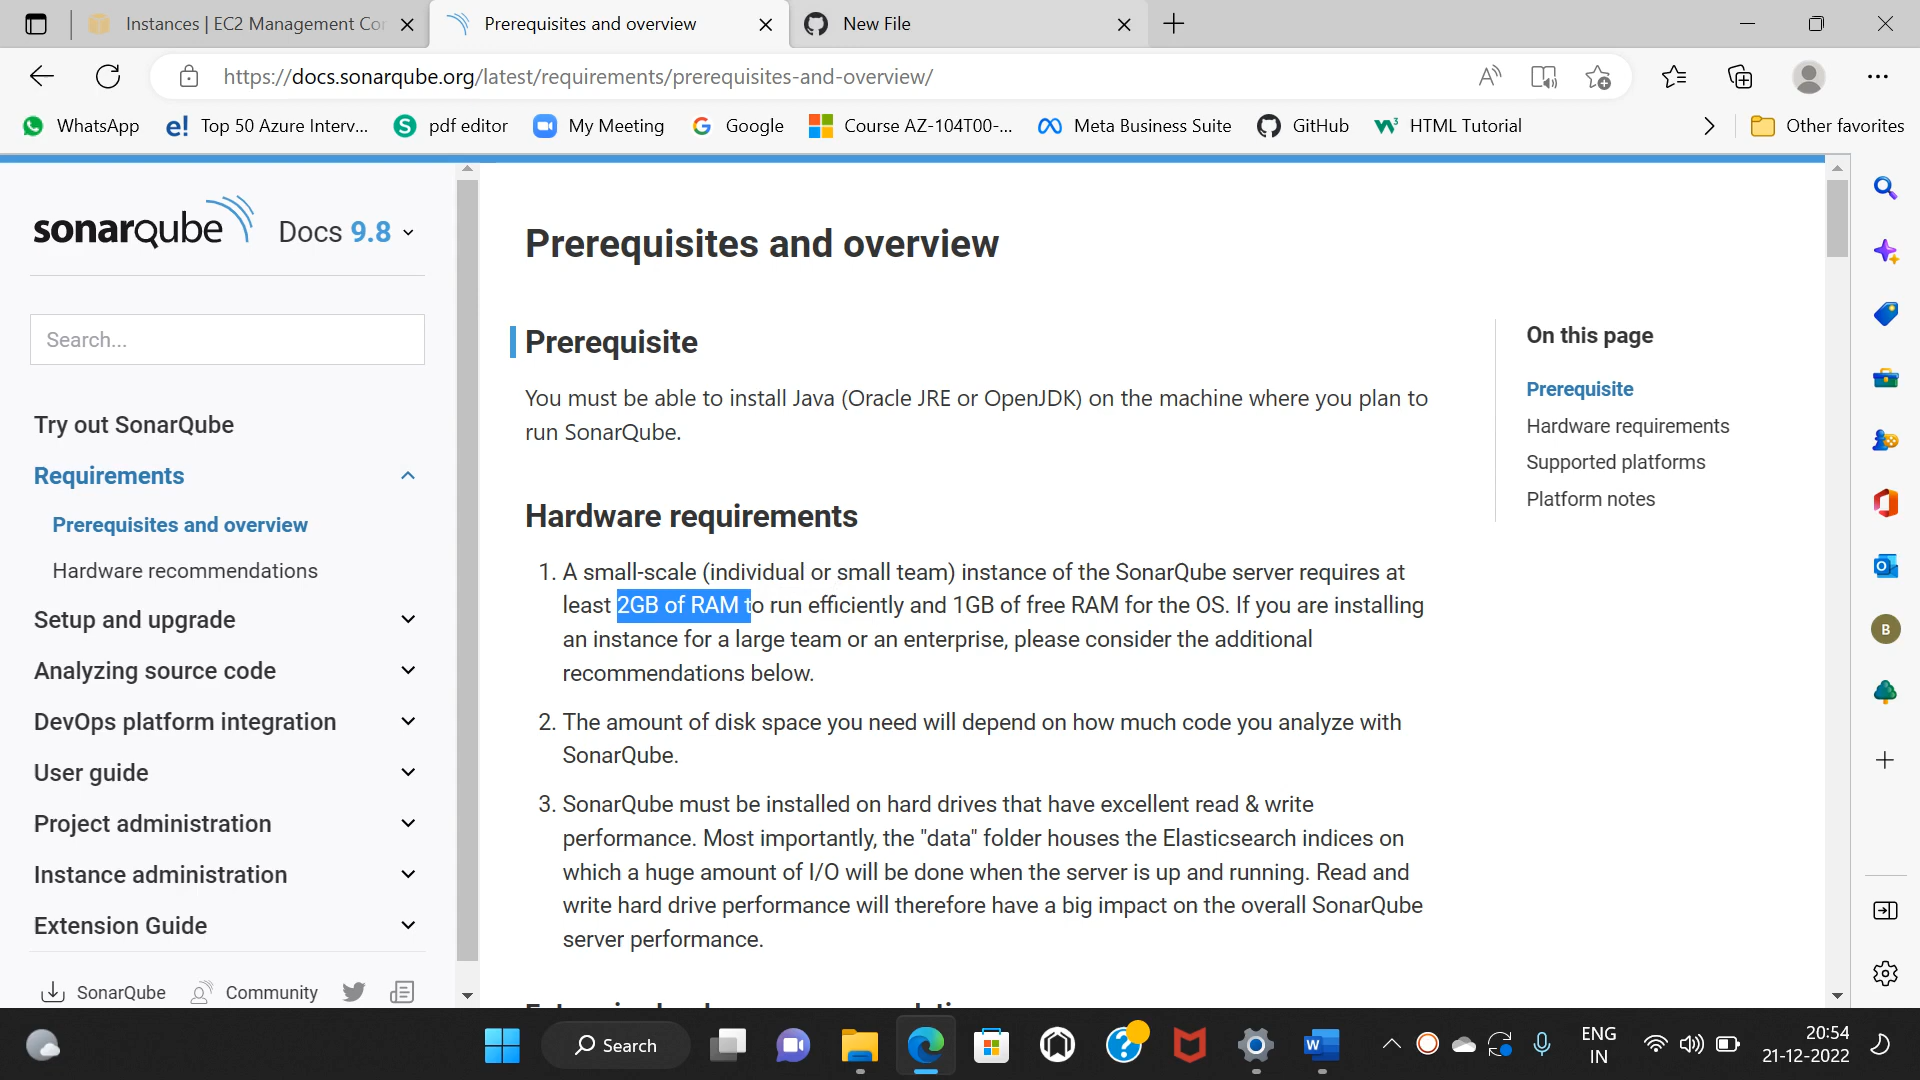 Instances | EC2 Management Cor
Prerequisites and overview
New File
https://docs.sonarqube.org/latest/requirements/prerequisites-and-overview/
WhatsApp
e! Top 50 Azure Interv...
S pdf editor
My Meeting
Google
Course AZ-104T00-...
Meta Business Suite
GitHub
HTML Tutorial
Other favorites
sonarqube Docs 9.8
Search...
Try out SonarQube
Requirements
Prerequisites and overview
Hardware recommendations
Setup and upgrade
Analyzing source code
DevOps platform integration
User guide
Project administration
Instance administration
Extension Guide
SonarQube
Community
Prerequisites and overview
Prerequisite
You must be able to install Java (Oracle JRE or OpenJDK) on the machine where you plan to
run SonarQube.
Hardware requirements
1. A small-scale (individual or small team) instance of the SonarQube server requires at
least 2GB of RAM to run efficiently and 1GB of free RAM for the OS. If you are installing
an instance for a large team or an enterprise, please consider the additional
recommendations below.
2. The amount of disk space you need will depend on how much code you analyze with
SonarQube.
3. SonarQube must be installed on hard drives that have excellent read & write
performance. Most importantly, the "data" folder houses the Elasticsearch indices on
which a huge amount of I/O will be done when the server is up and running. Read and
write hard drive performance will therefore have a big impact on the overall SonarQube
server performance.
On this page
Prerequisite
Hardware requirements
Supported platforms
Platform notes
B
Search
ENG
IN
20:54
21-12-2022